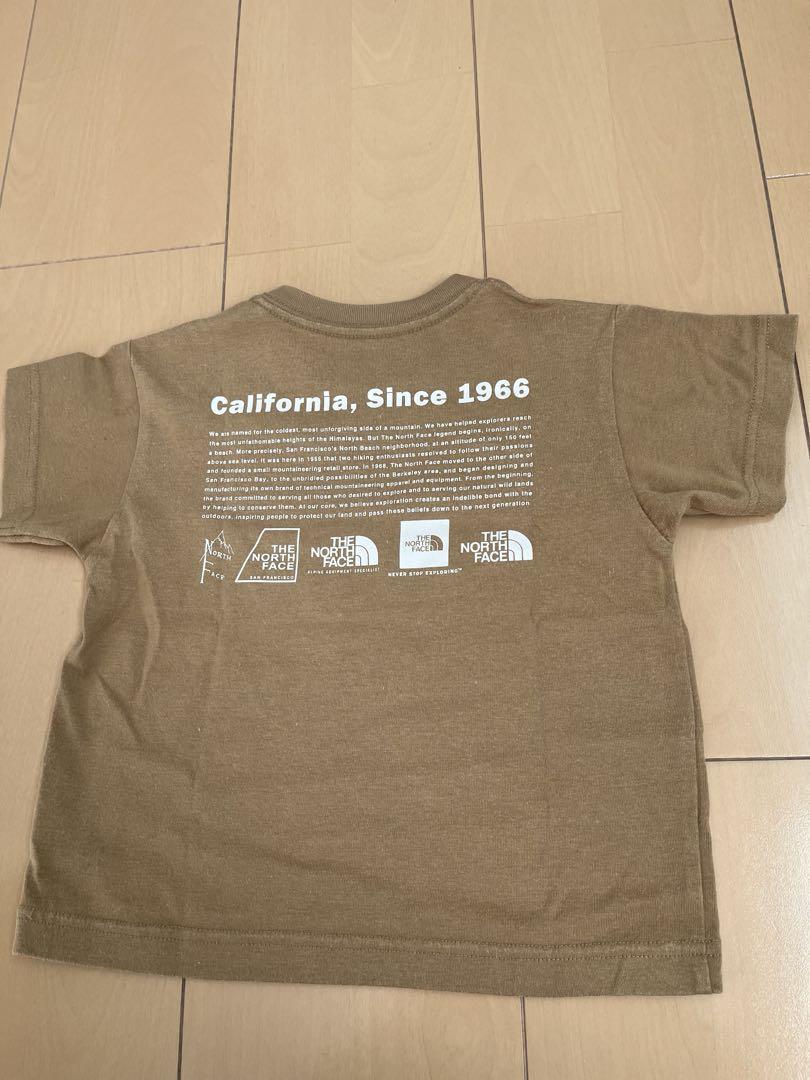 California, Since 1966
We are named for the coldest, most unforgiving side of a mountain. We have helped explorers reach
the most unfathomable heights of the Himalayas. But The North Face legend begins, ironically, on
a beach. More precisely, San Francisco's North Beach neighborhood, at an altitude of only 150 feet
above sea level. It was here in 1966 that two hiking enthusiasts resolved to follow their passions
and founded a small mountaineering retail store. In 1968, The North Face moved to the other side of
San Francisco Bay, to the unbridled possibilities of the Berkeley area, and began designing and
manufacturing its own brand of technical mountaineering apparel and equipment. From the beginning,
the brand committed to serving all those who desired to explore and to serving our natural wild lands
by helping to conserve them. At our core, we believe exploration creates an indelible bond with the
outdoors, inspiring people to protect our land and pass these beliefs down to the next generation.
North
Face
THE
NORTH
FACE
SAN FRANCISCO
THE
NORTH
FACE
ALPINE EQUIPMENT SPECIALIST
THE
NORTH
FACE
NEVER STOP EXPLORING™
THE
NORTH
FACE